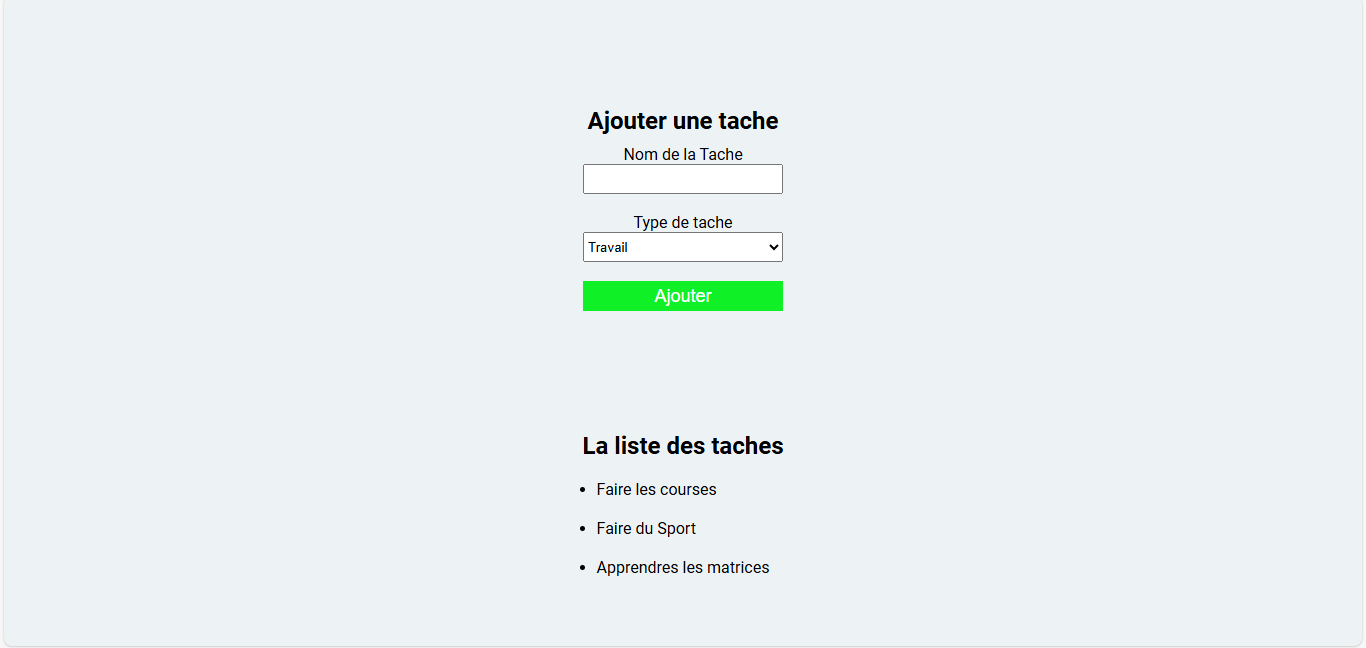 Ajouter une tache
Nom de la Tache
Type de tache
Travail
Ajouter
La liste des taches
Faire les courses
Faire du Sport
Apprendres les matrices